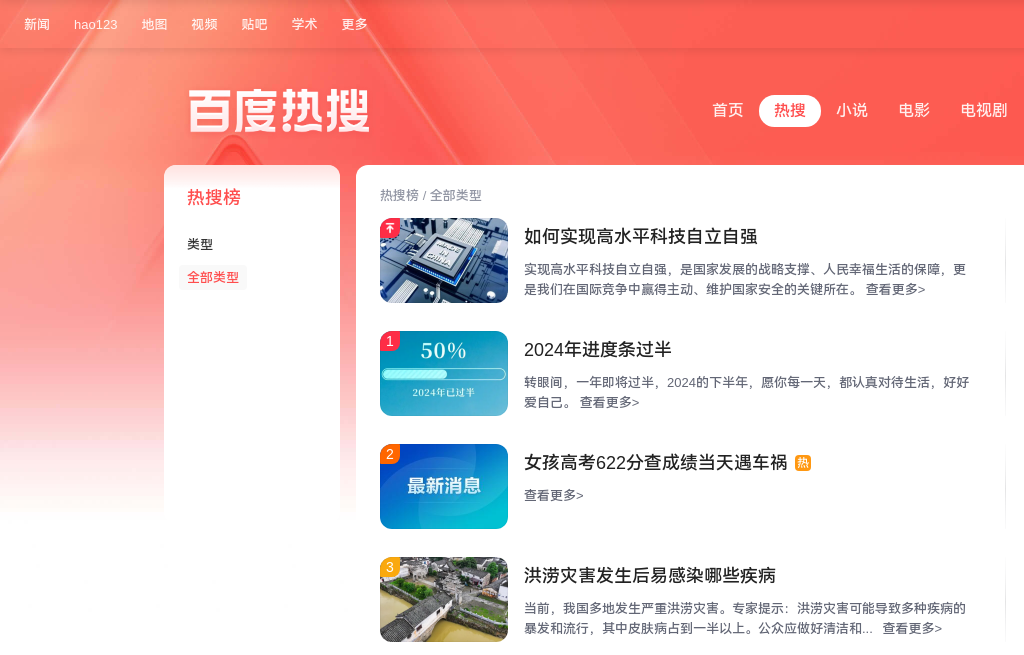 新闻 hao123 地图 视频 贴吧 学术 更多
百度热搜
首页 热搜 小说 电影 电视剧
热搜榜
类型
全部类型
热搜榜 / 全部类型
MADE IN CHINA
如何实现高水平科技自立自强
实现高水平科技自立自强，是国家发展的战略支撑、人民幸福生活的保障，更
是我们在国际竞争中赢得主动、维护国家安全的关键所在。 查看更多>
1
50%
2024年已过半
2024年进度条过半
转眼间，一年即将过半，2024的下半年，愿你每一天，都认真对待生活，好好
爱自己。 查看更多>
2
最新消息
女孩高考622分查成绩当天遇车祸 热
查看更多>
3
洪涝灾害发生后易感染哪些疾病
当前，我国多地发生严重洪涝灾害。专家提示：洪涝灾害可能导致多种疾病的
暴发和流行，其中皮肤病占到一半以上。公众应做好清洁和... 查看更多>